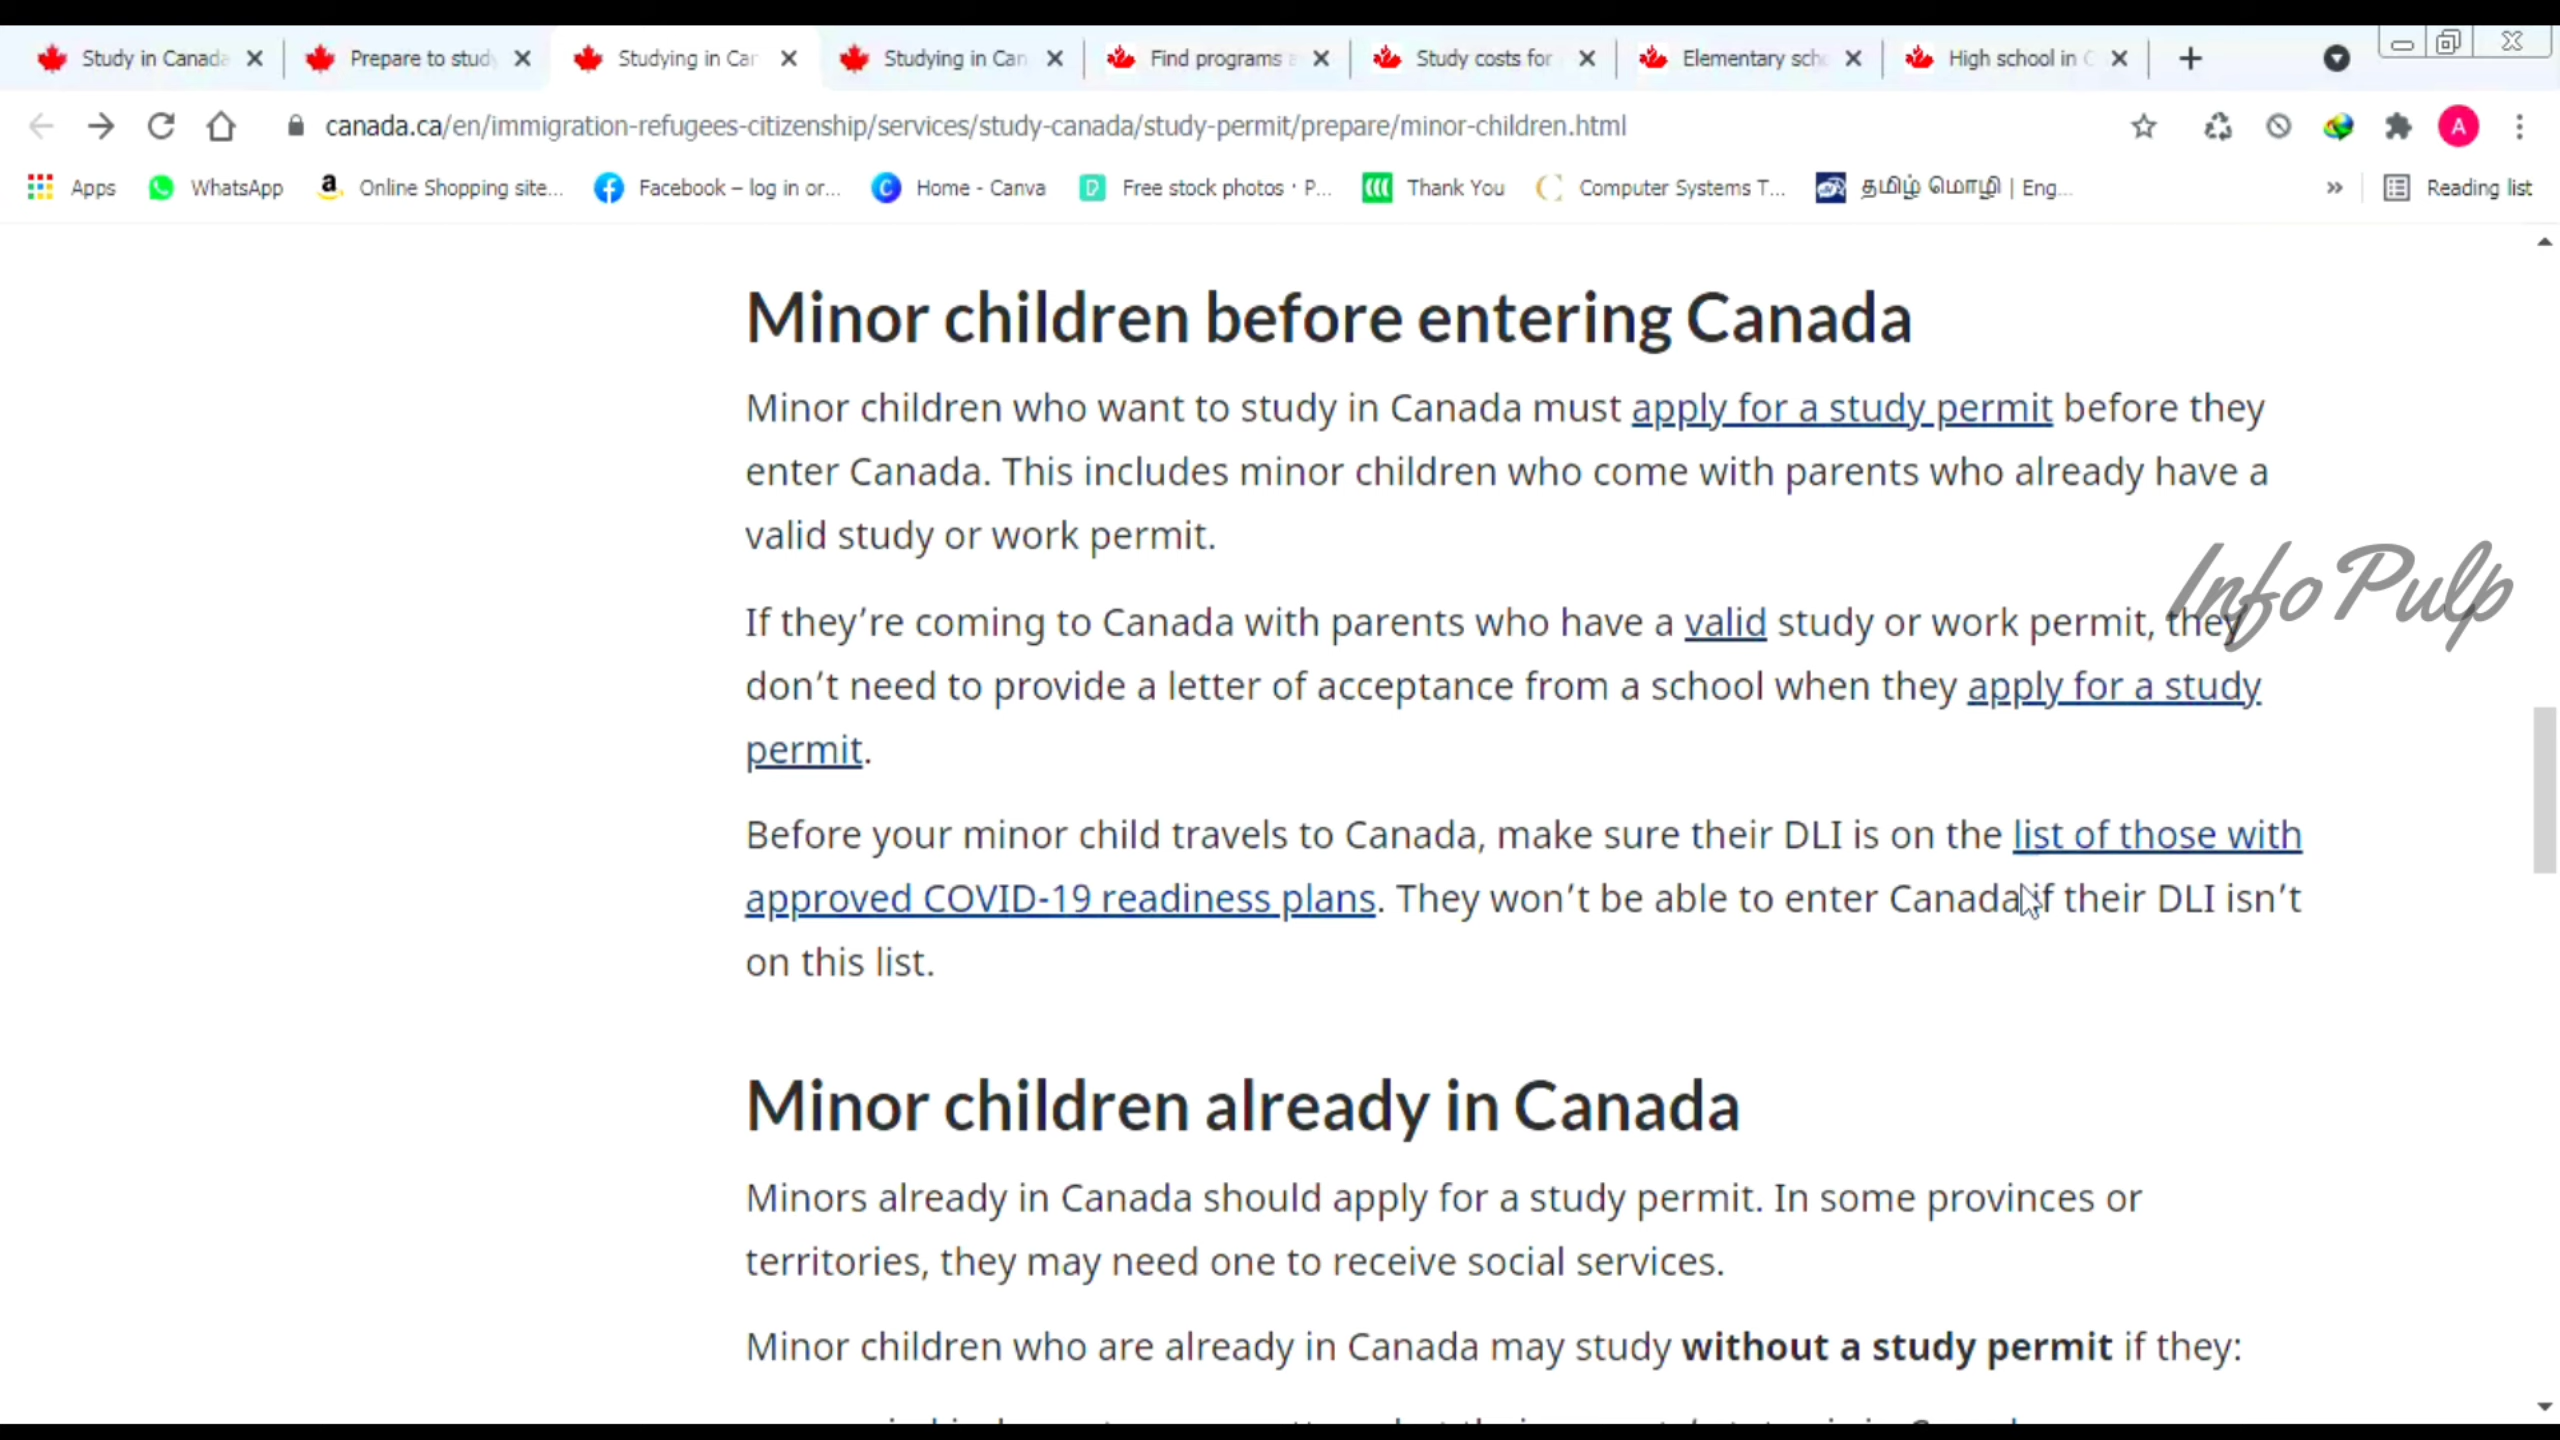 Study in Canada
Prepare to study
Studying in Can
Studying in Can
Find programs a
Study costs for
Elementary scho
High school in C
canada.ca/en/immigration-refugees-citizenship/services/study-canada/study-permit/prepare/minor-children.html
A
Apps
WhatsApp
Online Shopping site...
Facebook – log in or...
Home - Canva
Free stock photos · P...
Thank You
Computer Systems T...
தமிழ் மொழி | Eng...
»
Reading list
Minor children before entering Canada
Minor children who want to study in Canada must apply for a study permit before they
enter Canada. This includes minor children who come with parents who already have a
valid study or work permit.
Info Pulp
If they're coming to Canada with parents who have a valid study or work permit, they
don't need to provide a letter of acceptance from a school when they apply for a study
permit.
Before your minor child travels to Canada, make sure their DLI is on the list of those with
approved COVID-19 readiness plans. They won't be able to enter Canada if their DLI isn't
on this list.
Minor children already in Canada
Minors already in Canada should apply for a study permit. In some provinces or
territories, they may need one to receive social services.
Minor children who are already in Canada may study without a study permit if they: